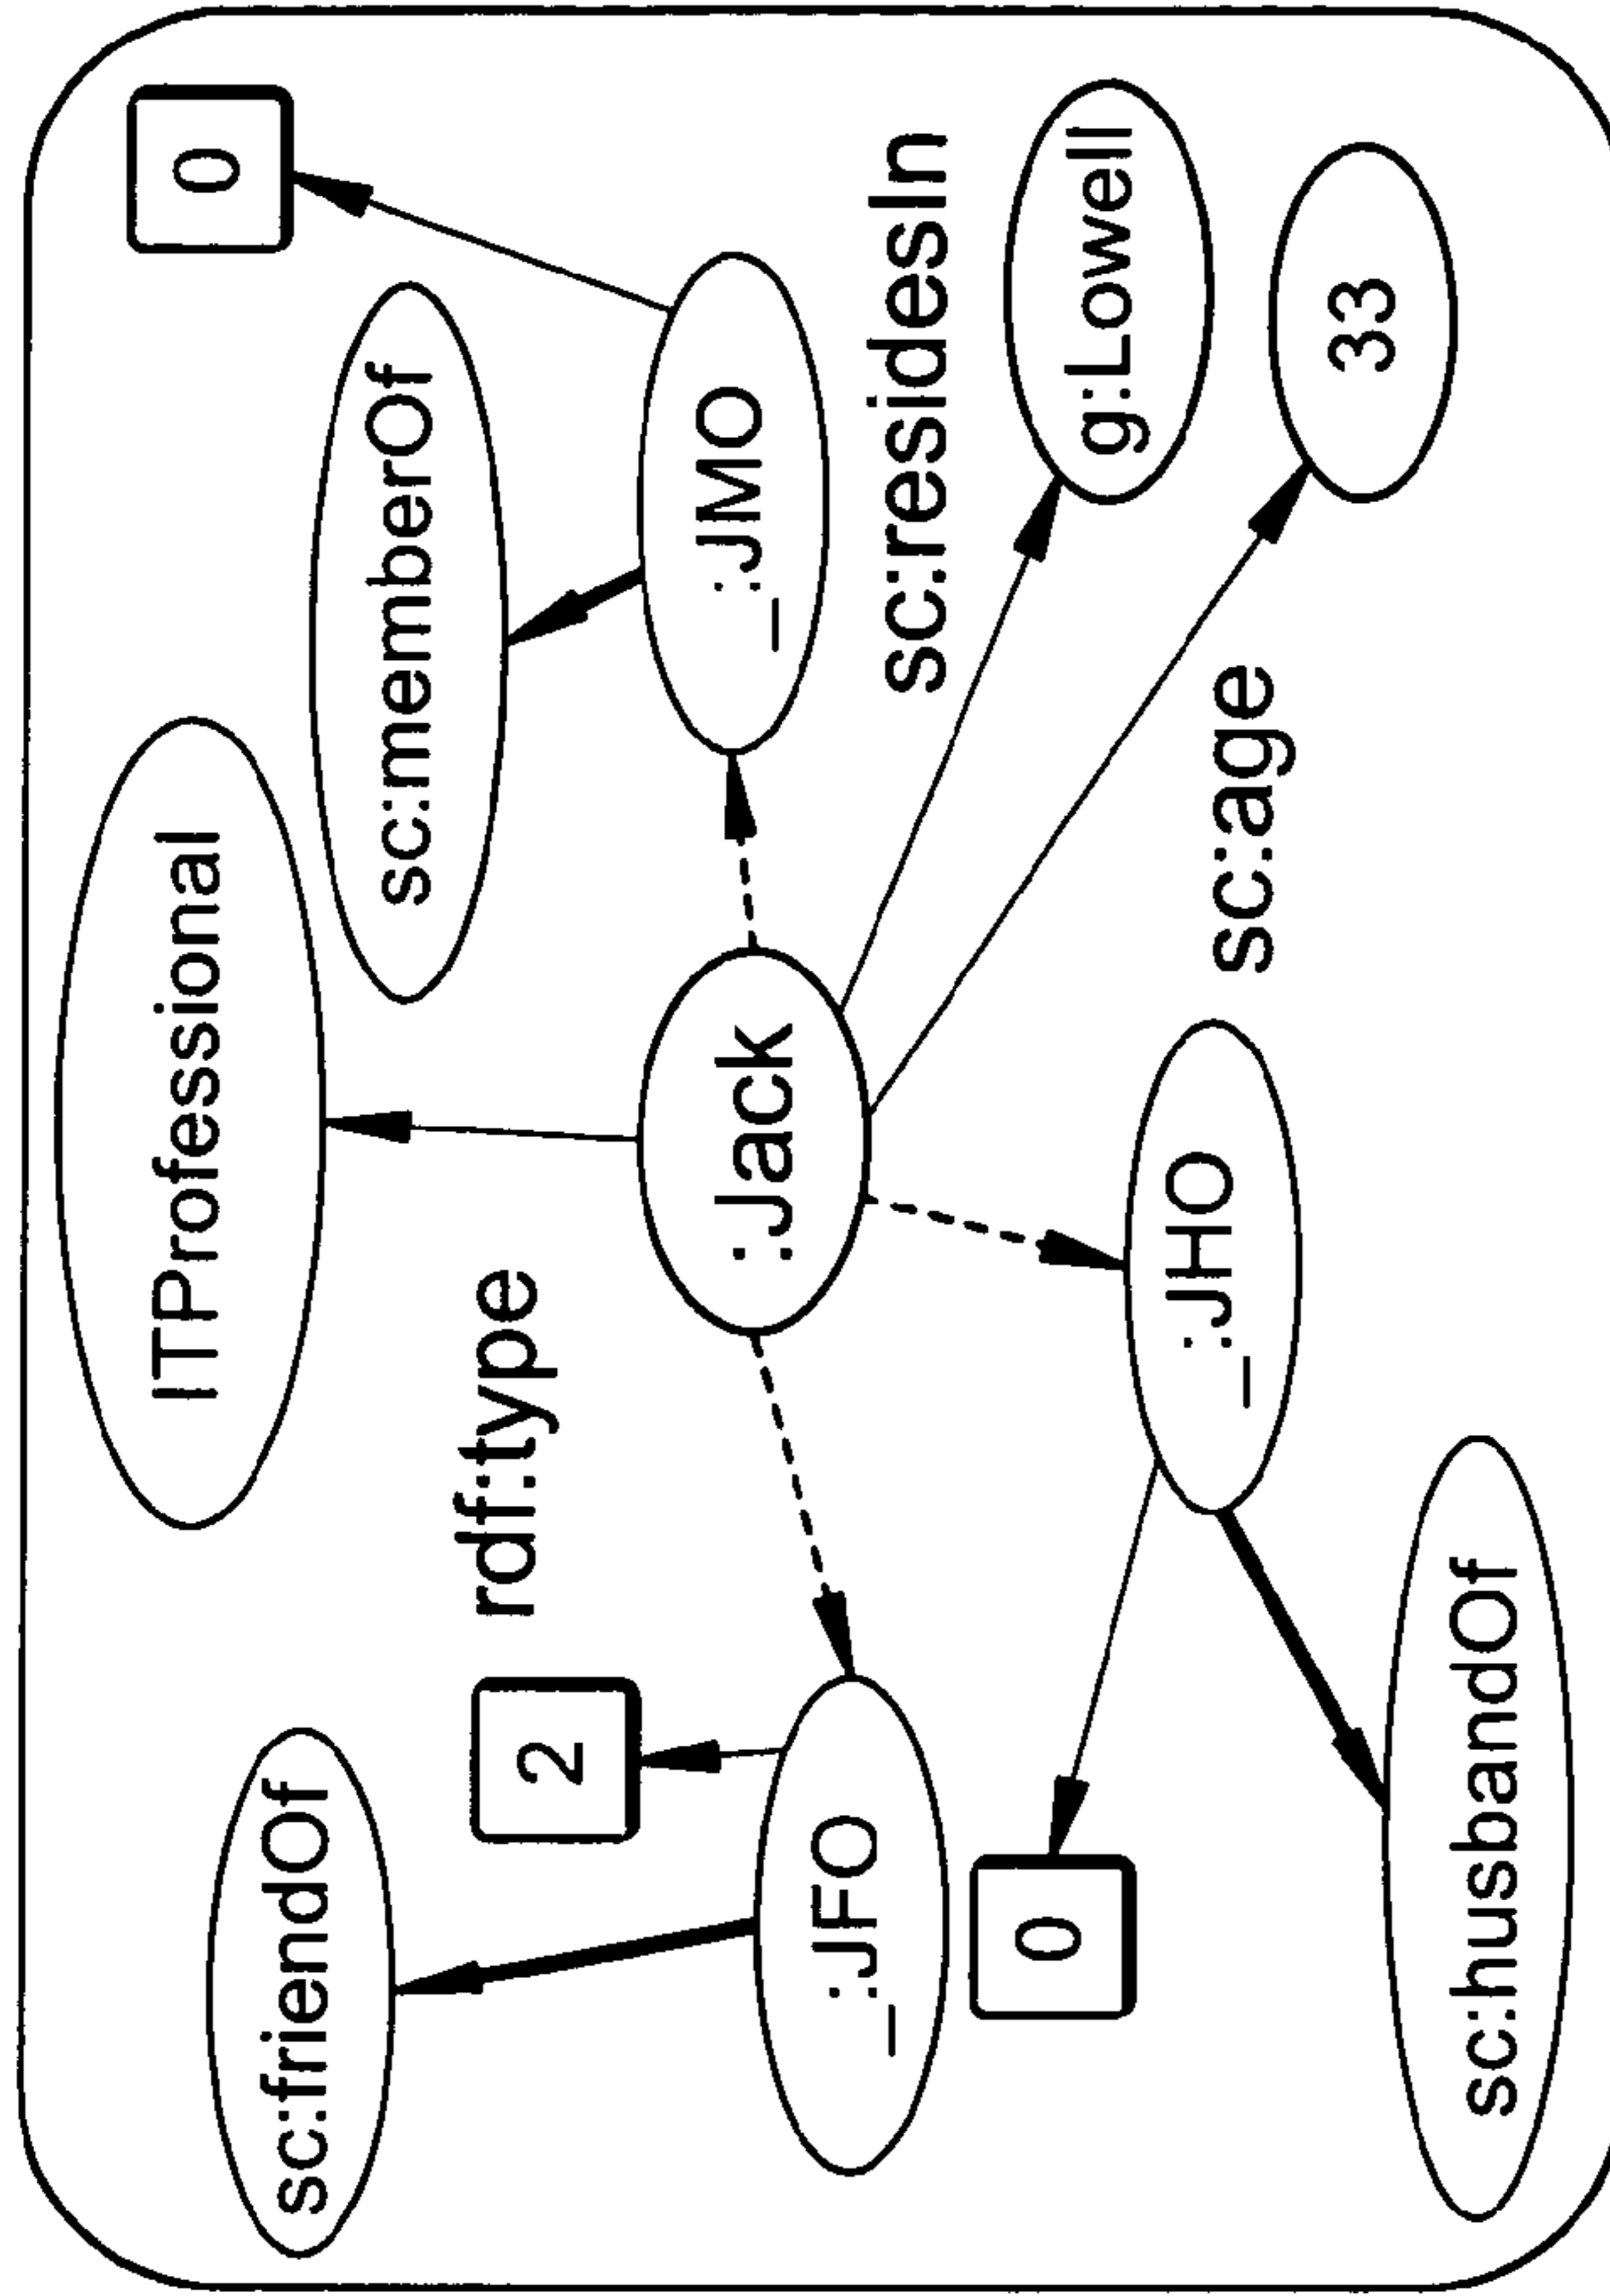 ITProfessional
0
sc:friendOf
sc:memberOf
rdf:type
2
_:JMO
:Jack
_:JFO
sc:residesIn
0
g:Lowell
_:JHO
sc:age
33
sc:husbandOf